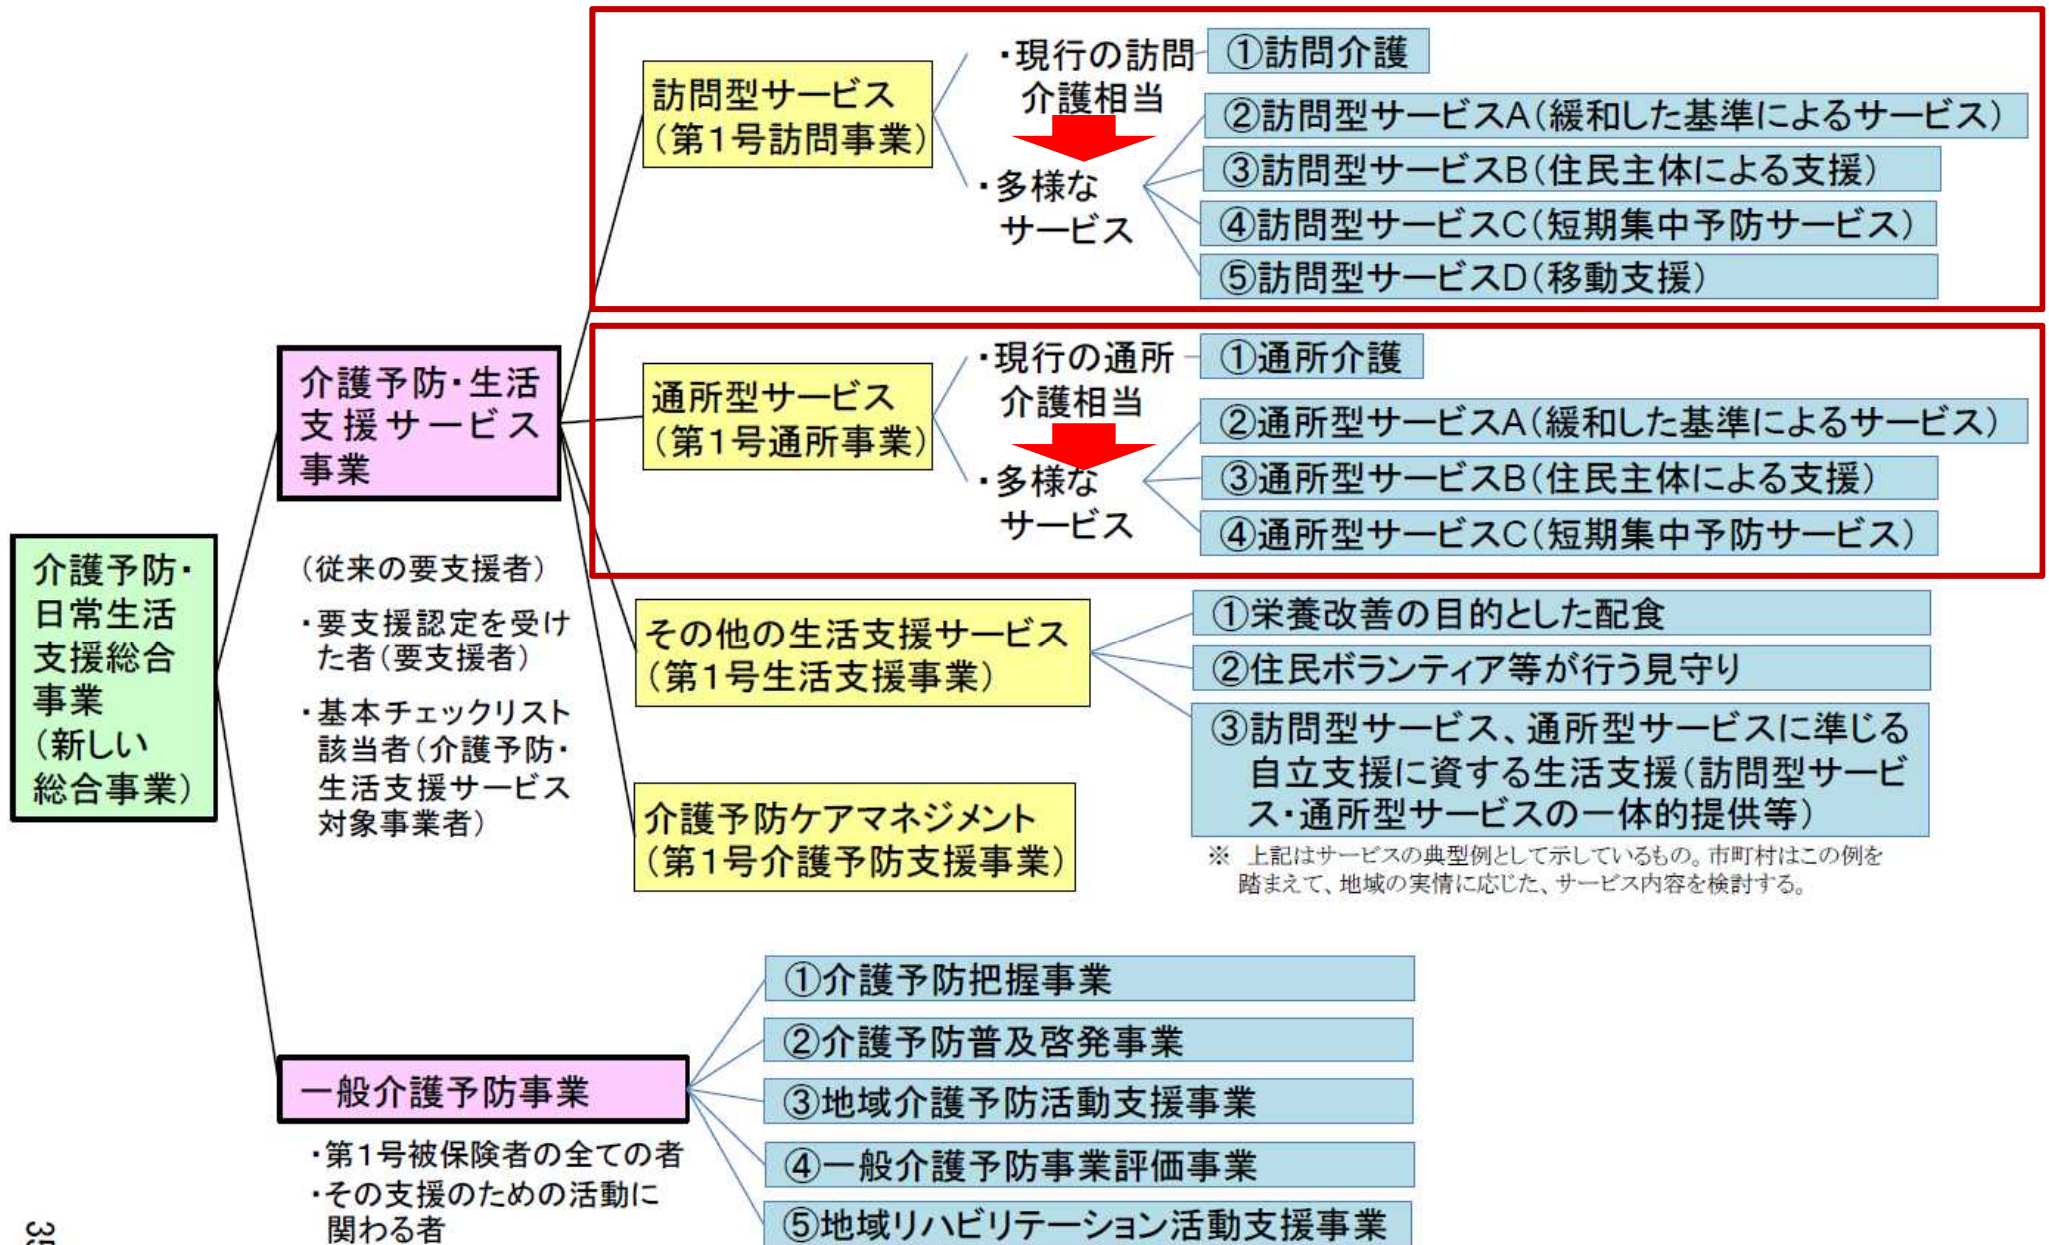 介護予防・
日常生活
支援総合
事業
（新しい
総合事業）
介護予防・生活
支援サービス
事業
（従来の要支援者）
・要支援認定を受け
た者（要支援者）
・基本チェックリスト
該当者（介護予防・
生活支援サービス
対象事業者）
訪問型サービス
（第１号訪問事業）
・現行の訪問
介護相当
・多様な
サービス
①訪問介護
②訪問型サービスA（緩和した基準によるサービス）
③訪問型サービスB（住民主体による支援）
④訪問型サービスC（短期集中予防サービス）
⑤訪問型サービスD（移動支援）
通所型サービス
（第１号通所事業）
・現行の通所
介護相当
・多様な
サービス
①通所介護
②通所型サービスA（緩和した基準によるサービス）
③通所型サービスB（住民主体による支援）
④通所型サービスC（短期集中予防サービス）
その他の生活支援サービス
（第１号生活支援事業）
①栄養改善の目的とした配食
②住民ボランティア等が行う見守り
③訪問型サービス、通所型サービスに準じる
自立支援に資する生活支援（訪問型サービ
ス・通所型サービスの一体的提供等）
※　上記はサービスの典型例として示しているもの。市町村はこの例を
踏まえて、地域の実情に応じた、サービス内容を検討する。
介護予防ケアマネジメント
（第１号介護予防支援事業）
一般介護予防事業
・第１号被保険者の全ての者
・その支援のための活動に
関わる者
①介護予防把握事業
②介護予防普及啓発事業
③地域介護予防活動支援事業
④一般介護予防事業評価事業
⑤地域リハビリテーション活動支援事業
35